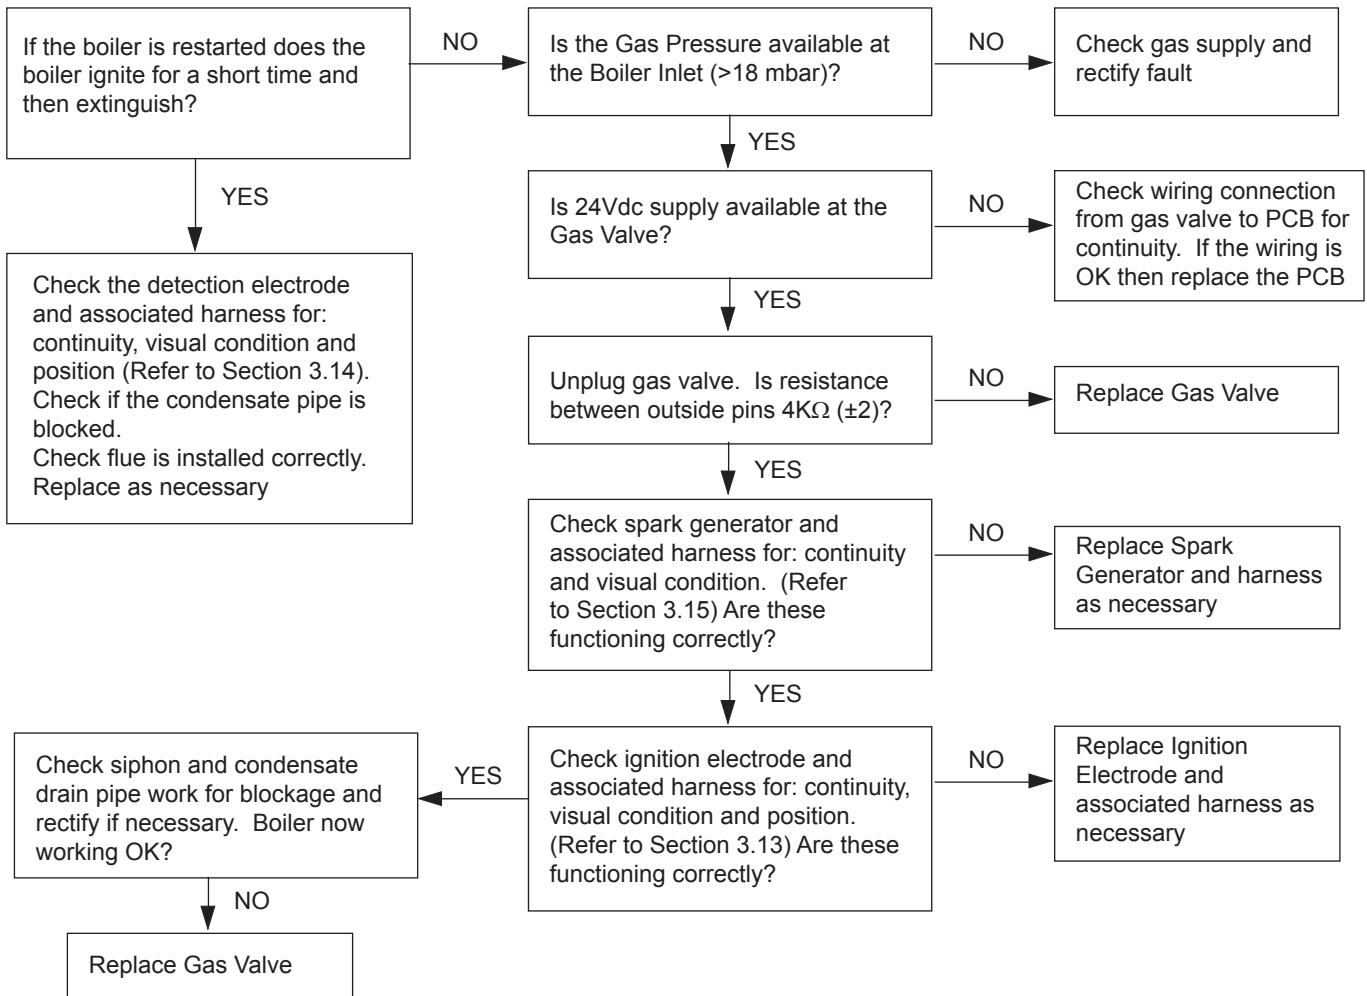 If the boiler is restarted does the
boiler ignite for a short time and
then extinguish?
NO
Is the Gas Pressure available at
the Boiler Inlet (>18 mbar)?
NO
Check gas supply and
rectify fault
YES
YES
Is 24Vdc supply available at the
Gas Valve?
NO
Check wiring connection
from gas valve to PCB for
continuity.  If the wiring is
OK then replace the PCB
Check the detection electrode
and associated harness for:
continuity, visual condition and
position (Refer to Section 3.14).
Check if the condensate pipe is
blocked.
Check flue is installed correctly.
Replace as necessary
YES
Unplug gas valve.  Is resistance
between outside pins 4KΩ (±2)?
NO
Replace Gas Valve
YES
Check spark generator and
associated harness for: continuity
and visual condition.  (Refer
to Section 3.15) Are these
functioning correctly?
NO
Replace Spark
Generator and harness
as necessary
YES
Check ignition electrode and
associated harness for: continuity,
visual condition and position.
(Refer to Section 3.13) Are these
functioning correctly?
NO
Replace Ignition
Electrode and
associated harness as
necessary
YES
Check siphon and condensate
drain pipe work for blockage and
rectify if necessary.  Boiler now
working OK?
NO
Replace Gas Valve